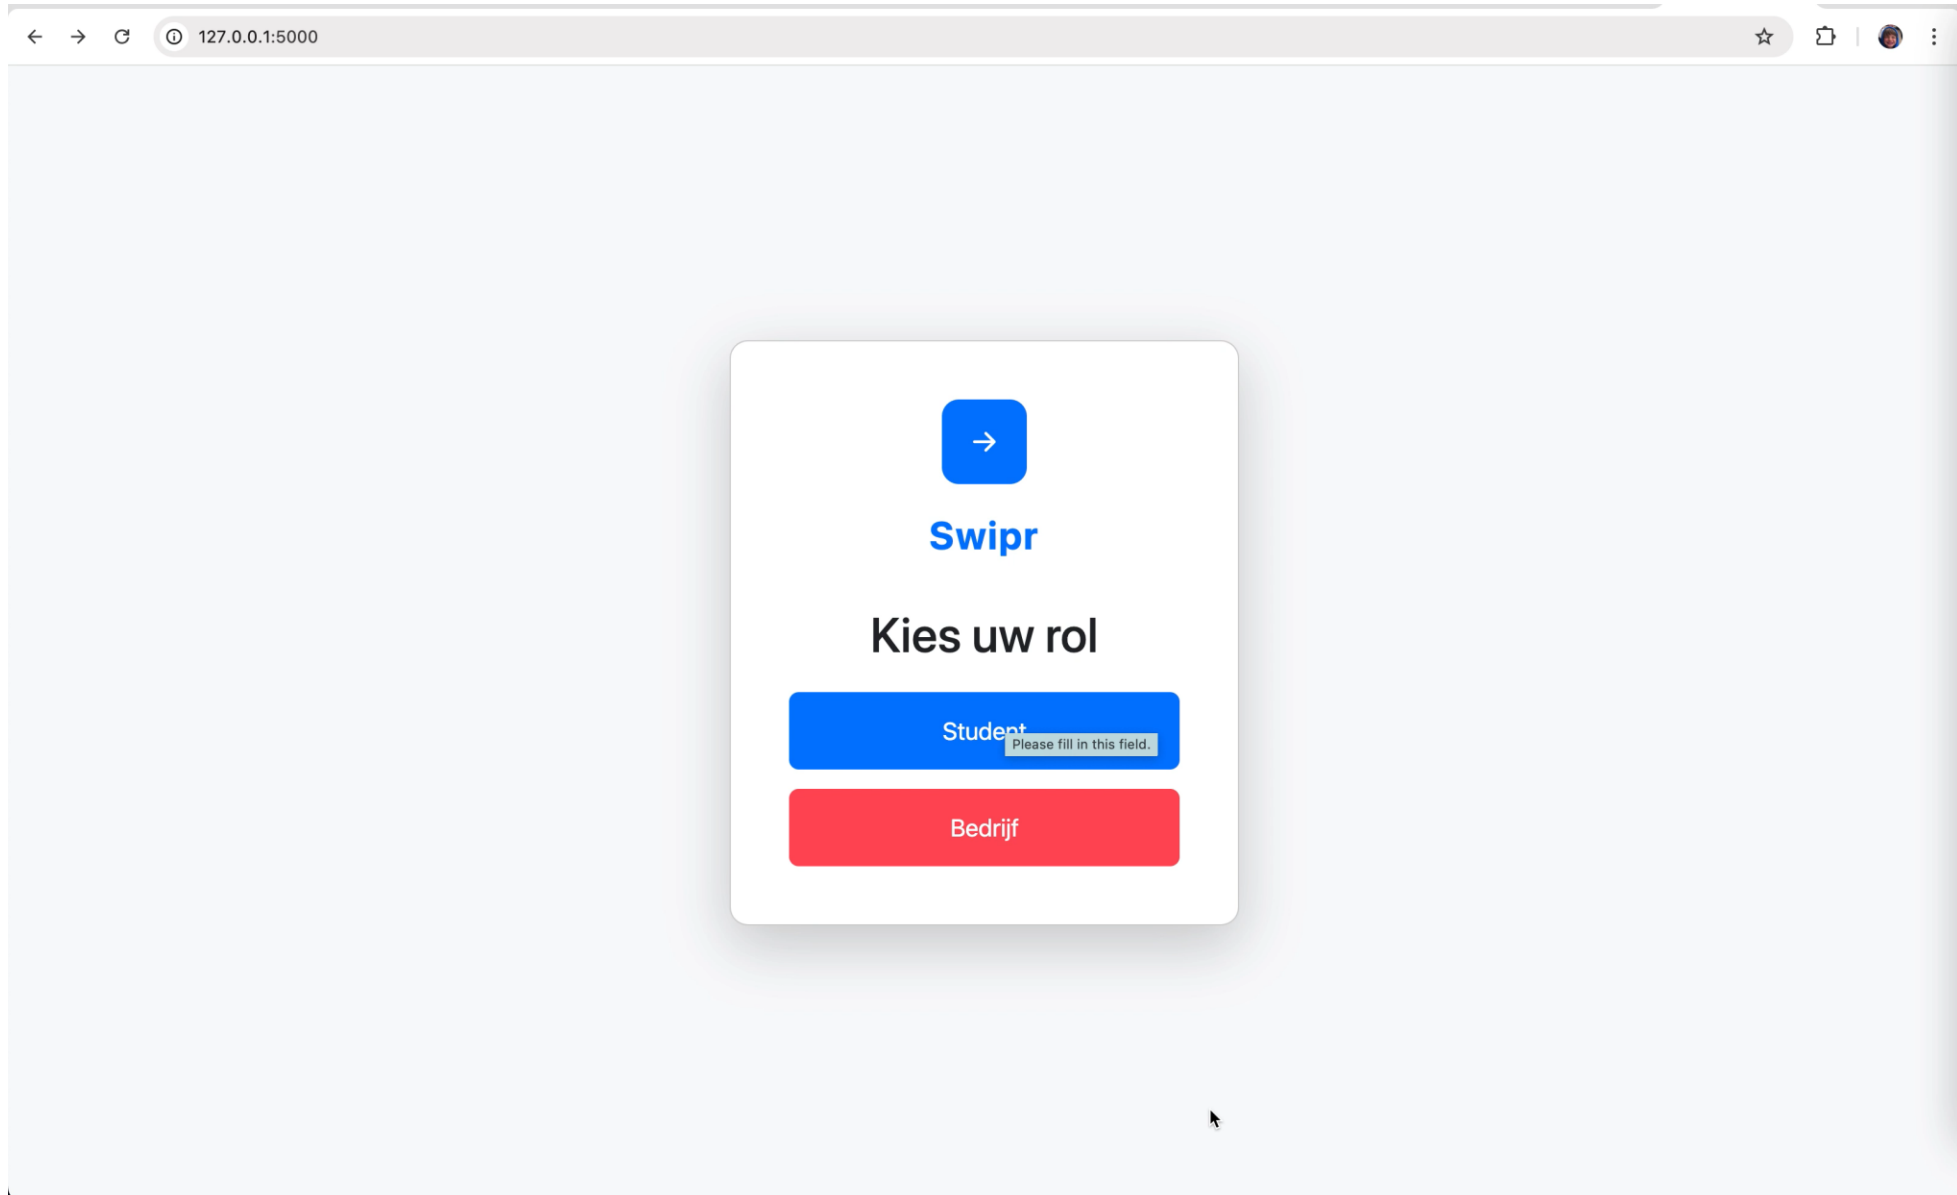 127.0.0.1:5000
Swipr
Kies uw rol
Student
Please fill in this field.
Bedrijf